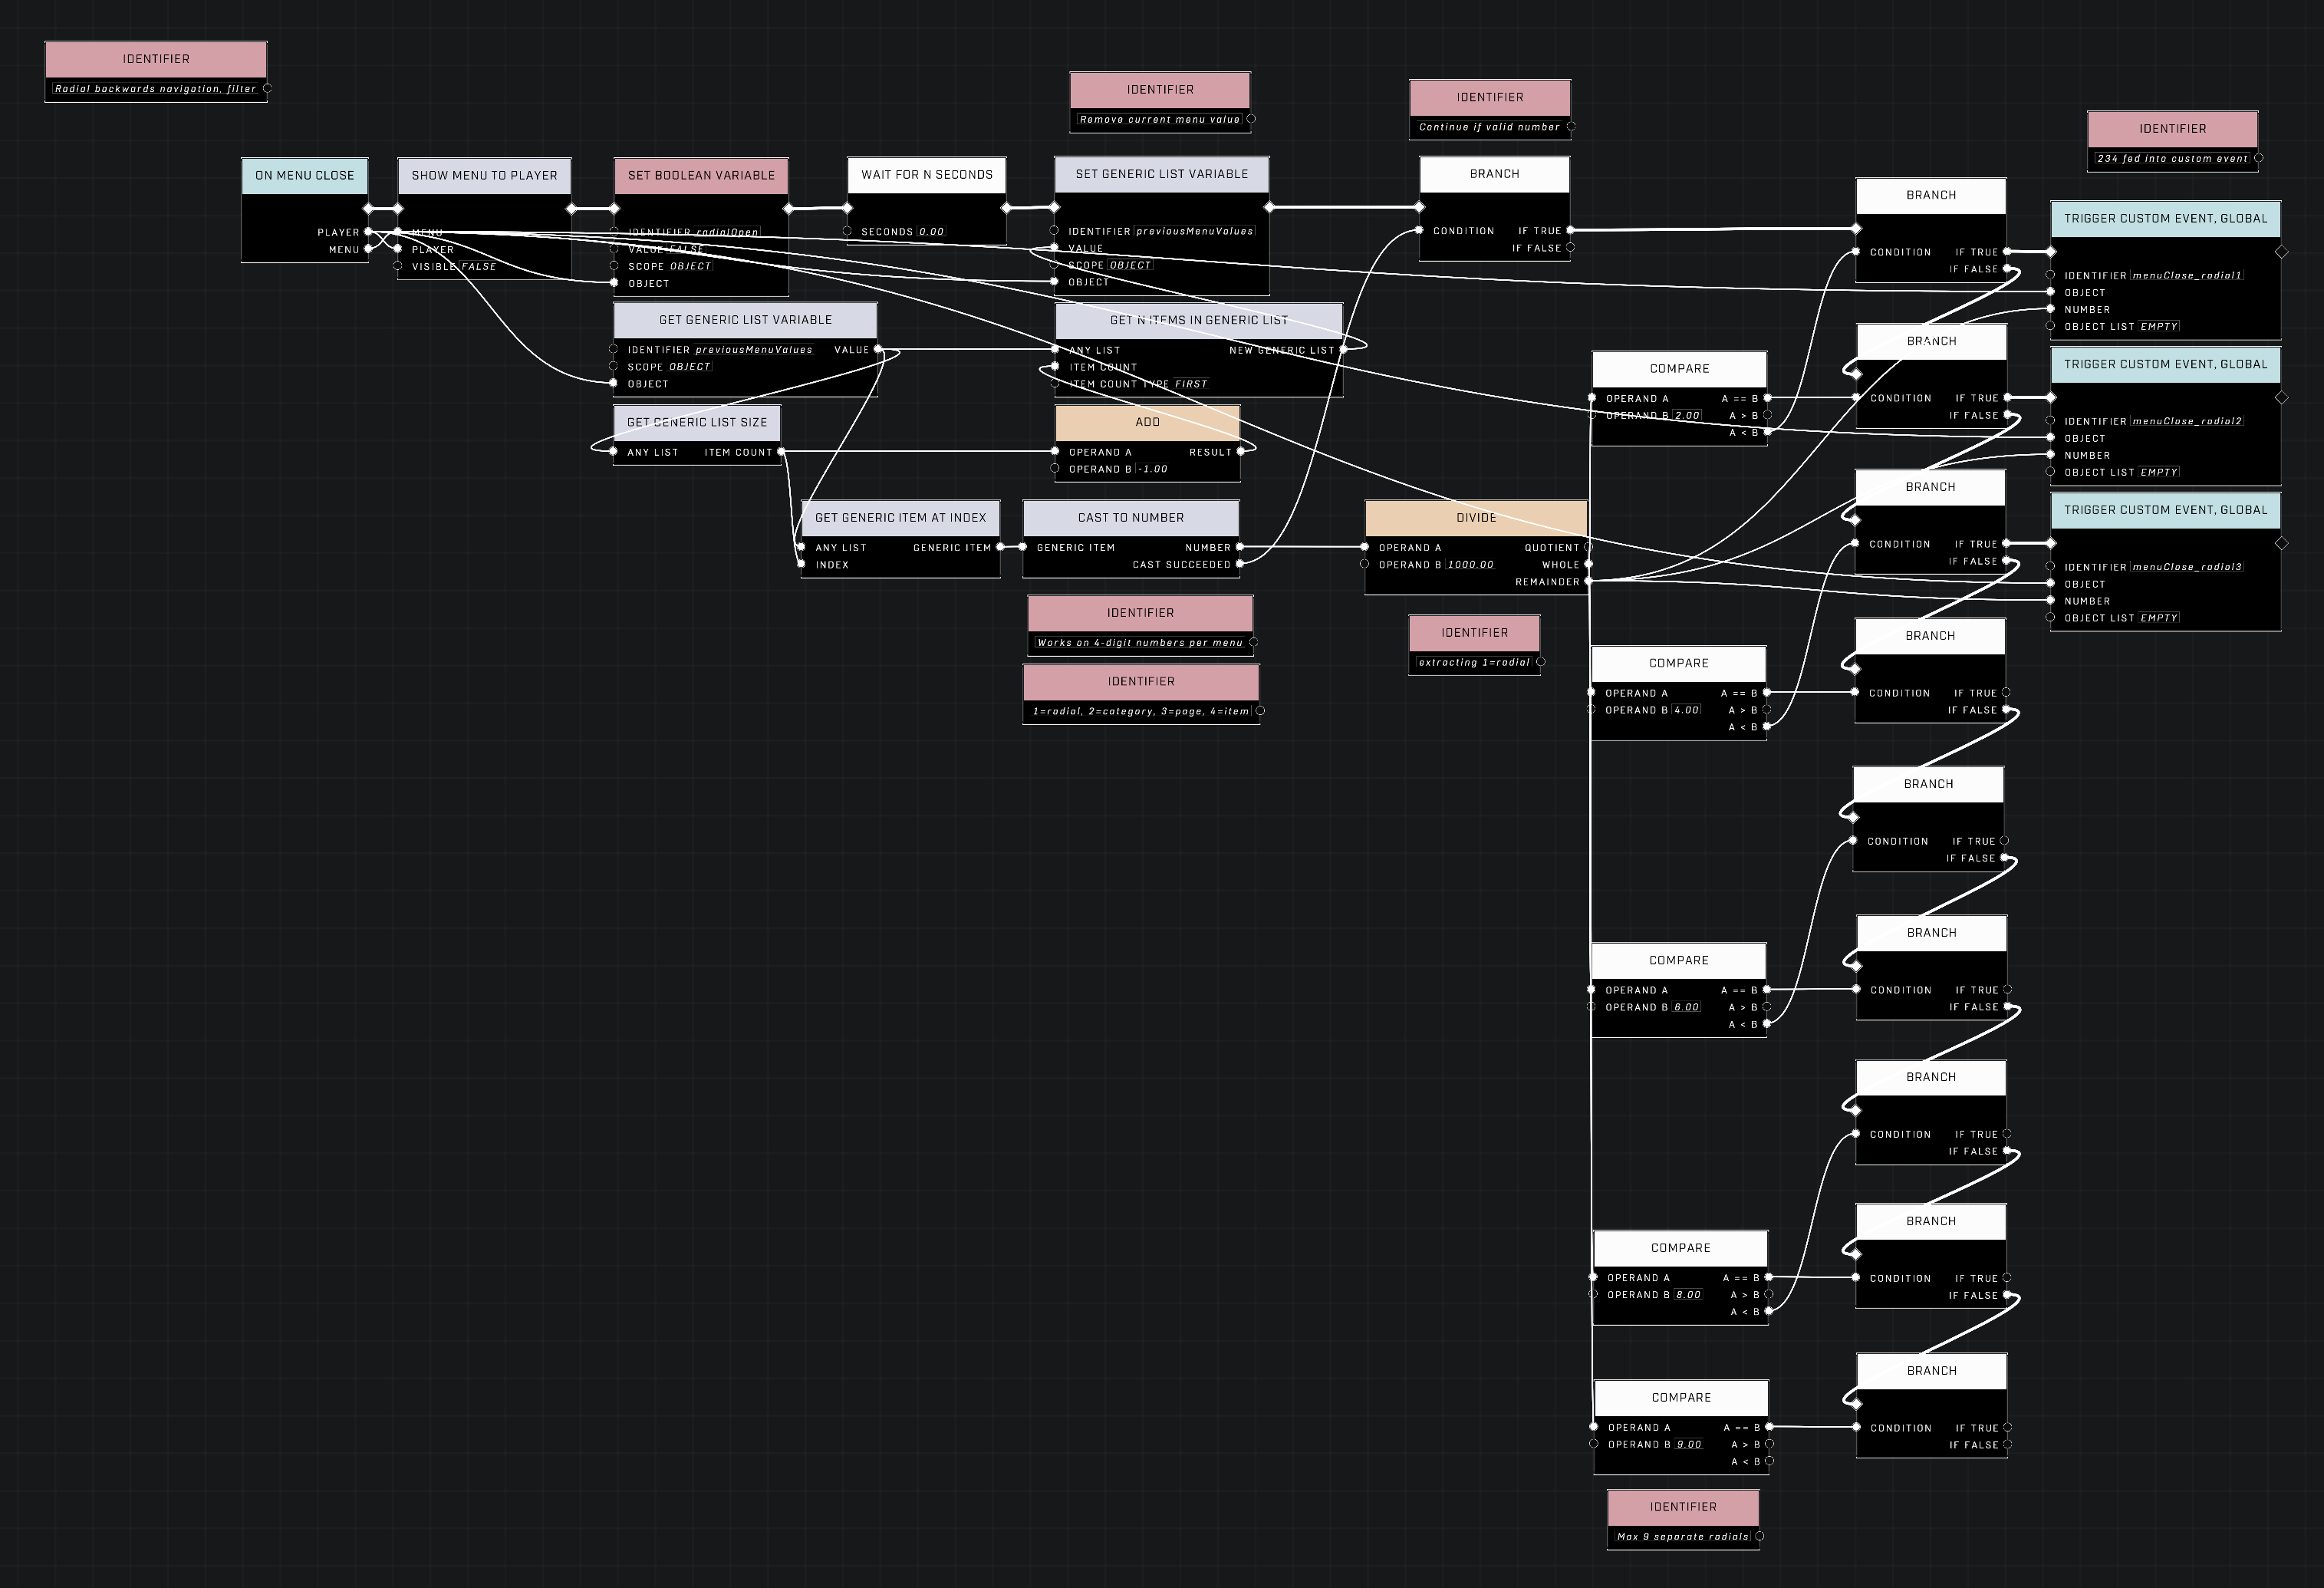 IDENTIFIER
Radial backwards navigation, filter
IDENTIFIER
Remove current menu value
IDENTIFIER
Continue if valid number
IDENTIFIER
234 fed into custom event
ON MENU CLOSE
PLAYER
MENU
SHOW MENU TO PLAYER
MENU
PLAYER
VISIBLE FALSE
SET BOOLEAN VARIABLE
IDENTIFIER radialOpen
VALUE FALSE
SCOPE OBJECT
OBJECT
WAIT FOR N SECONDS
SECONDS 0.00
SET GENERIC LIST VARIABLE
IDENTIFIER previousMenuValues
VALUE
SCOPE OBJECT
OBJECT
BRANCH
CONDITION IF TRUE
IF FALSE
GET GENERIC LIST VARIABLE
IDENTIFIER previousMenuValues VALUE
SCOPE OBJECT
OBJECT
GET N ITEMS IN GENERIC LIST
ANY LIST NEW GENERIC LIST
ITEM COUNT
ITEM COUNT TYPE FIRST
GET GENERIC LIST SIZE
ANY LIST ITEM COUNT
ADD
OPERAND A RESULT
OPERAND B -1.00
GET GENERIC ITEM AT INDEX
ANY LIST GENERIC ITEM
INDEX
CAST TO NUMBER
GENERIC ITEM NUMBER
CAST SUCCEEDED
DIVIDE
OPERAND A QUOTIENT
OPERAND B 1000.00 WHOLE
REMAINDER
IDENTIFIER
Works on 4-digit numbers per menu
IDENTIFIER
1=radial, 2=category, 3=page, 4=item
IDENTIFIER
extracting 1=radial
COMPARE
OPERAND A A == B
OPERAND B 2.00 A > B
A < B
COMPARE
OPERAND A A == B
OPERAND B 4.00 A > B
A < B
COMPARE
OPERAND A A == B
OPERAND B 6.00 A > B
A < B
COMPARE
OPERAND A A == B
OPERAND B 8.00 A > B
A < B
COMPARE
OPERAND A A == B
OPERAND B 9.00 A > B
A < B
IDENTIFIER
Max 9 separate radials
BRANCH
CONDITION IF TRUE
IF FALSE
BRANCH
CONDITION IF TRUE
IF FALSE
BRANCH
CONDITION IF TRUE
IF FALSE
BRANCH
CONDITION IF TRUE
IF FALSE
BRANCH
CONDITION IF TRUE
IF FALSE
BRANCH
CONDITION IF TRUE
IF FALSE
BRANCH
CONDITION IF TRUE
IF FALSE
BRANCH
CONDITION IF TRUE
IF FALSE
BRANCH
CONDITION IF TRUE
IF FALSE
TRIGGER CUSTOM EVENT, GLOBAL
IDENTIFIER menuClose_radial1
OBJECT
NUMBER
OBJECT LIST EMPTY
TRIGGER CUSTOM EVENT, GLOBAL
IDENTIFIER menuClose_radial2
OBJECT
NUMBER
OBJECT LIST EMPTY
TRIGGER CUSTOM EVENT, GLOBAL
IDENTIFIER menuClose_radial3
OBJECT
NUMBER
OBJECT LIST EMPTY